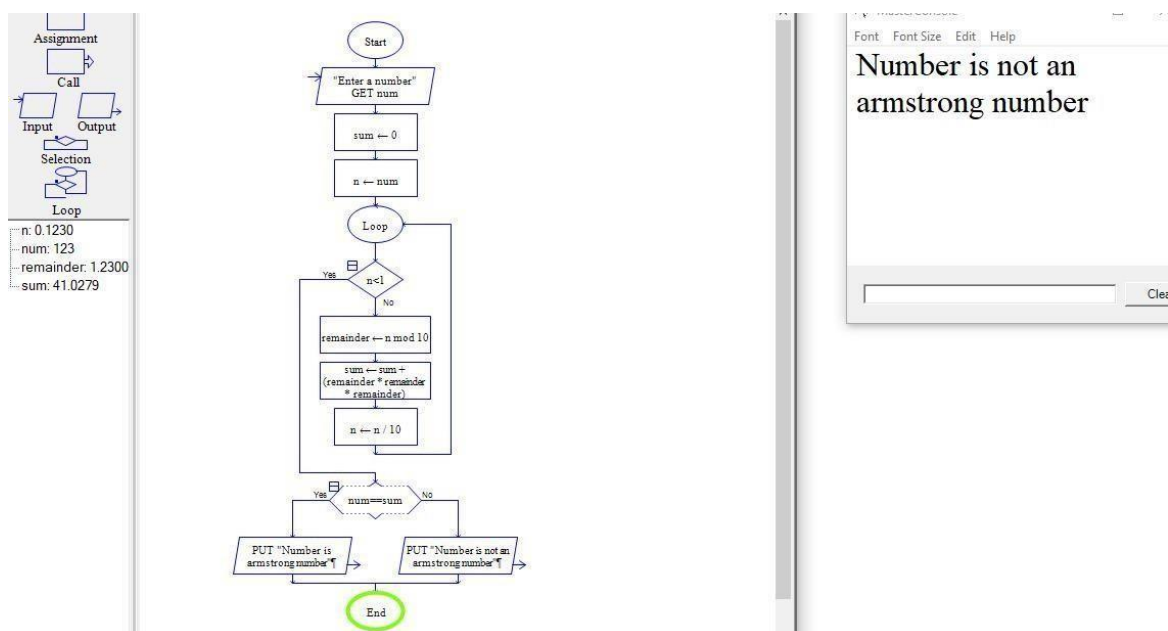 Assignment
Call
Input Output
Selection
Loop
n: 0.1230
num: 123
remainder: 1.2300
sum: 41.0279
Start
"Enter a number"
GET num
sum ← 0
n ← num
Loop
Yes
n<1
No
remainder ← n mod 10
sum ← sum +
(remainder * remainder
* remainder)
n ← n / 10
Yes
num==sum
No
PUT "Number is
armstrong number"¶
PUT "Number is not an
armstrong number"¶
End
Font Font Size Edit Help
Number is not an
armstrong number